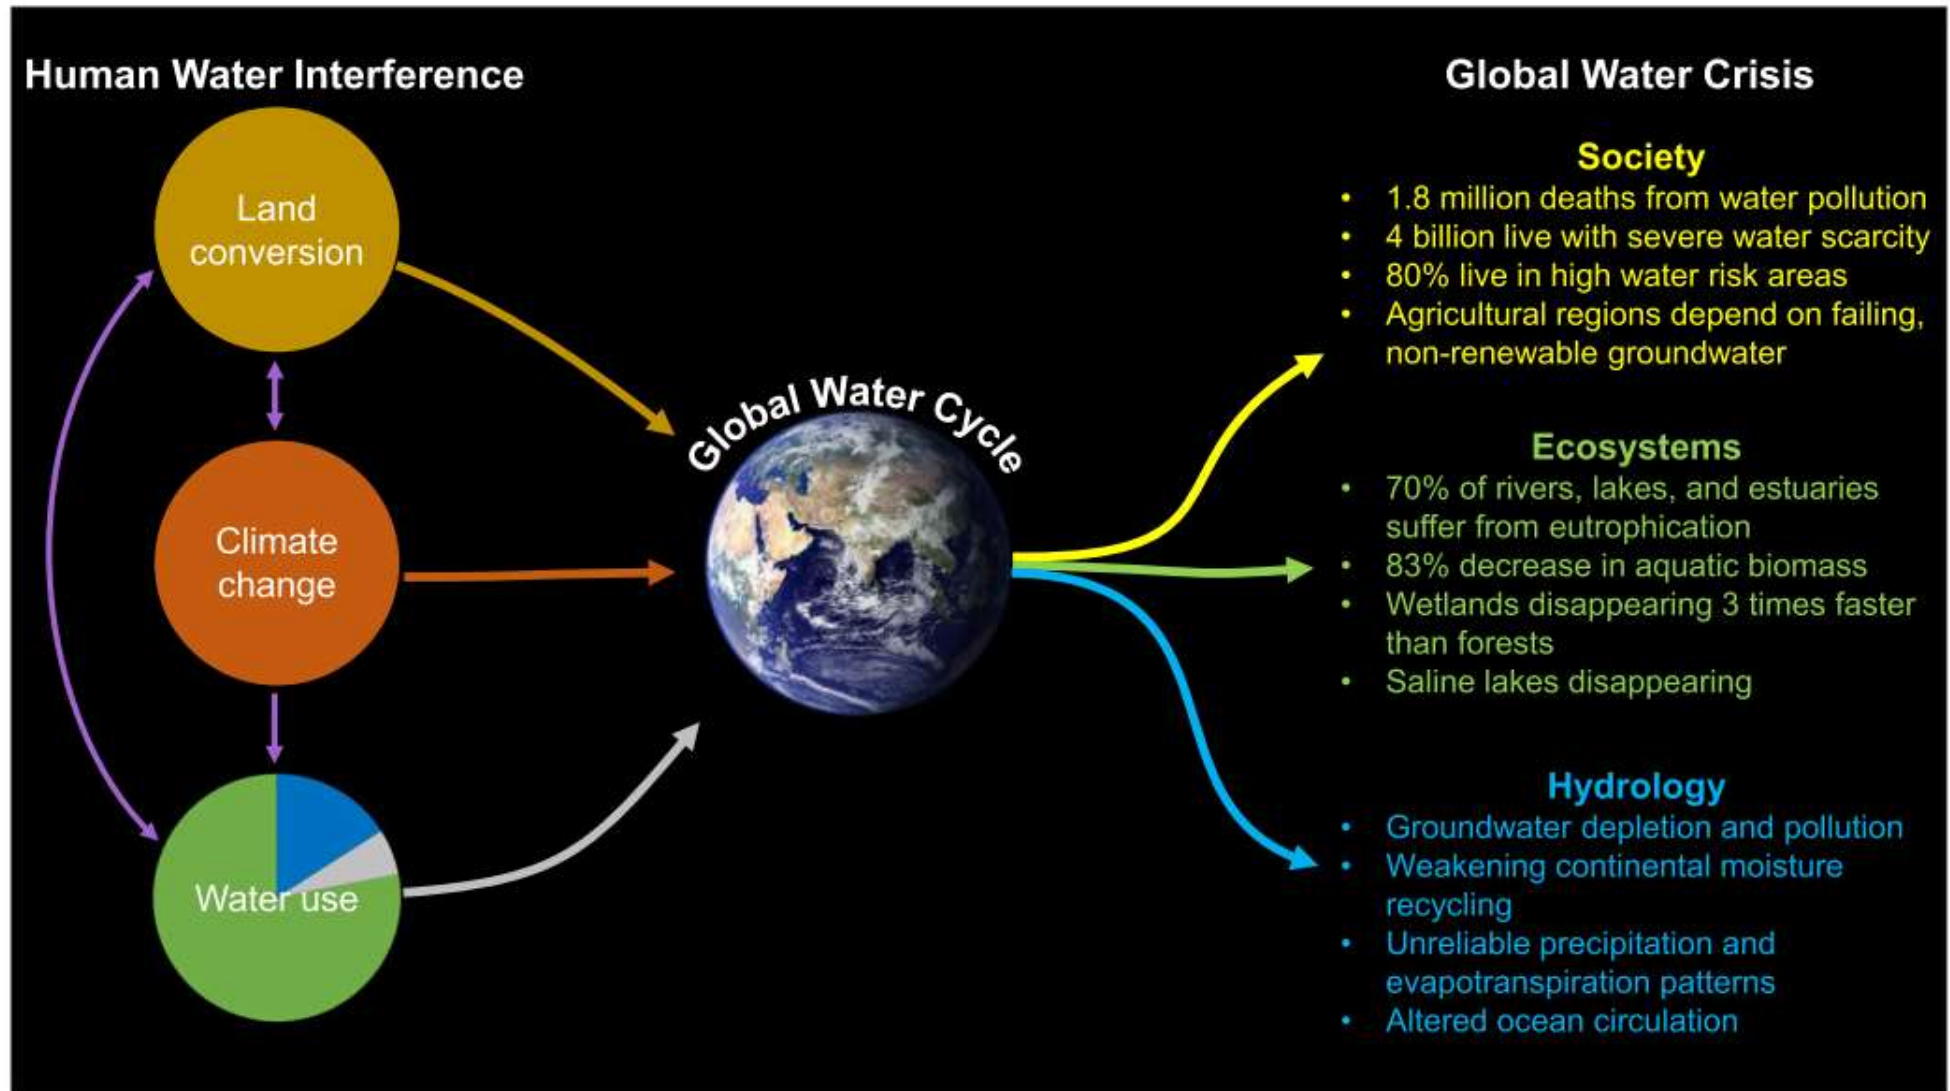 Human Water Interference
Land
conversion
Climate
change
Water use
Global Water Cycle
Global Water Crisis
Society
• 1.8 million deaths from water pollution
• 4 billion live with severe water scarcity
• 80% live in high water risk areas
• Agricultural regions depend on failing,
non-renewable groundwater
Ecosystems
• 70% of rivers, lakes, and estuaries
suffer from eutrophication
• 83% decrease in aquatic biomass
• Wetlands disappearing 3 times faster
than forests
• Saline lakes disappearing
Hydrology
• Groundwater depletion and pollution
• Weakening continental moisture
recycling
• Unreliable precipitation and
evapotranspiration patterns
• Altered ocean circulation